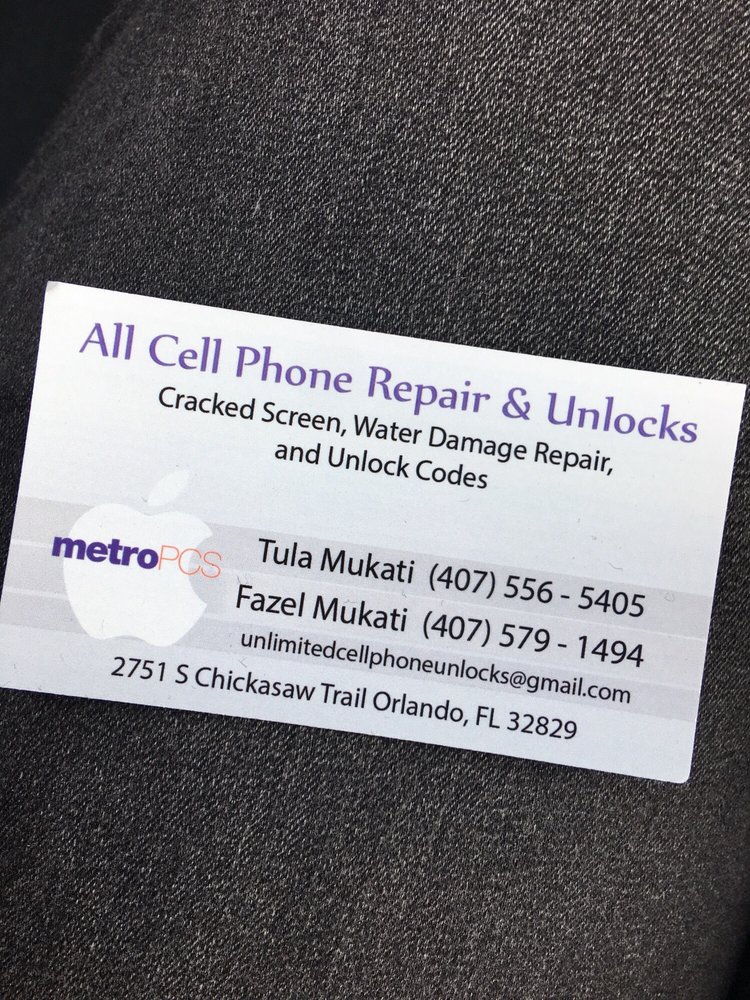 All Cell Phone Repair & Unlocks
Cracked Screen, Water Damage Repair,
and Unlock Codes
metroPCS
Tula Mukati (407) 556 - 5405
Fazel Mukati (407) 579 - 1494
unlimitedcellphoneunlocks@gmail.com
2751 S Chickasaw Trail Orlando, FL 32829